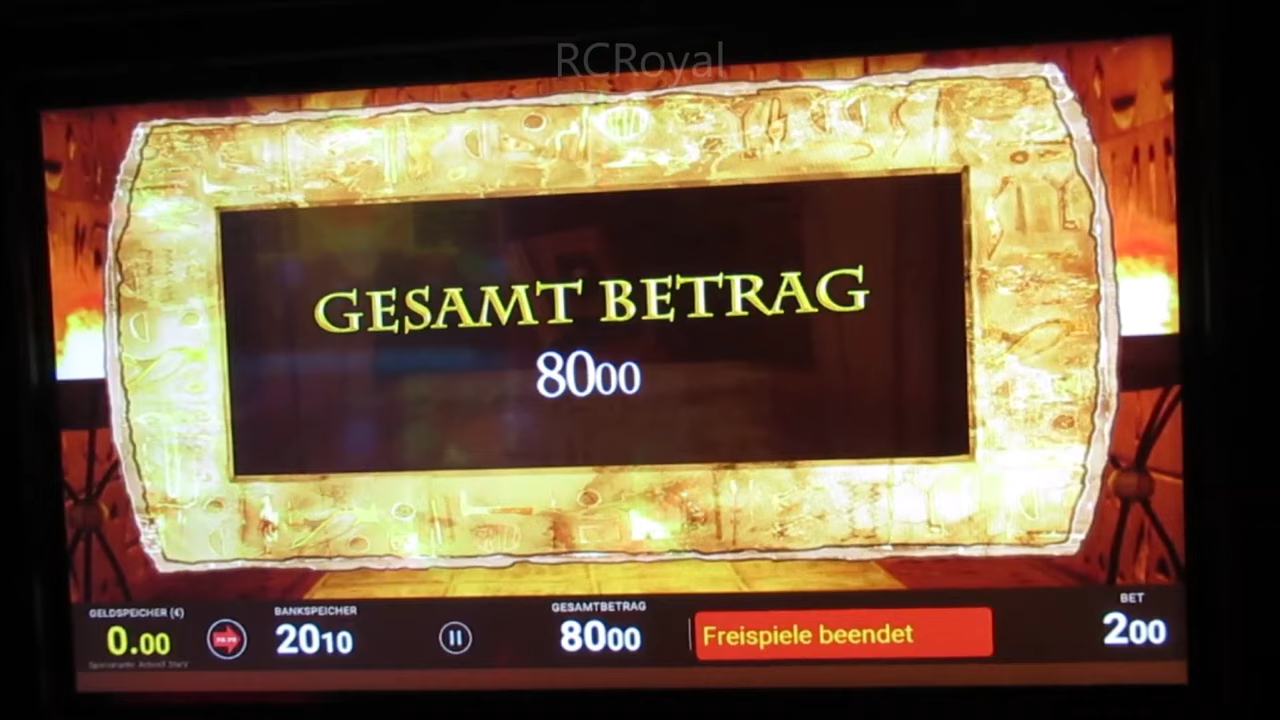 RCRoyal
GESAMT BETRAG
8000
GELDSPEICHER (€)
0.00
BANKSPEICHER
2010
GESAMTBETRAG
8000
Freispiele beendet
BET
200